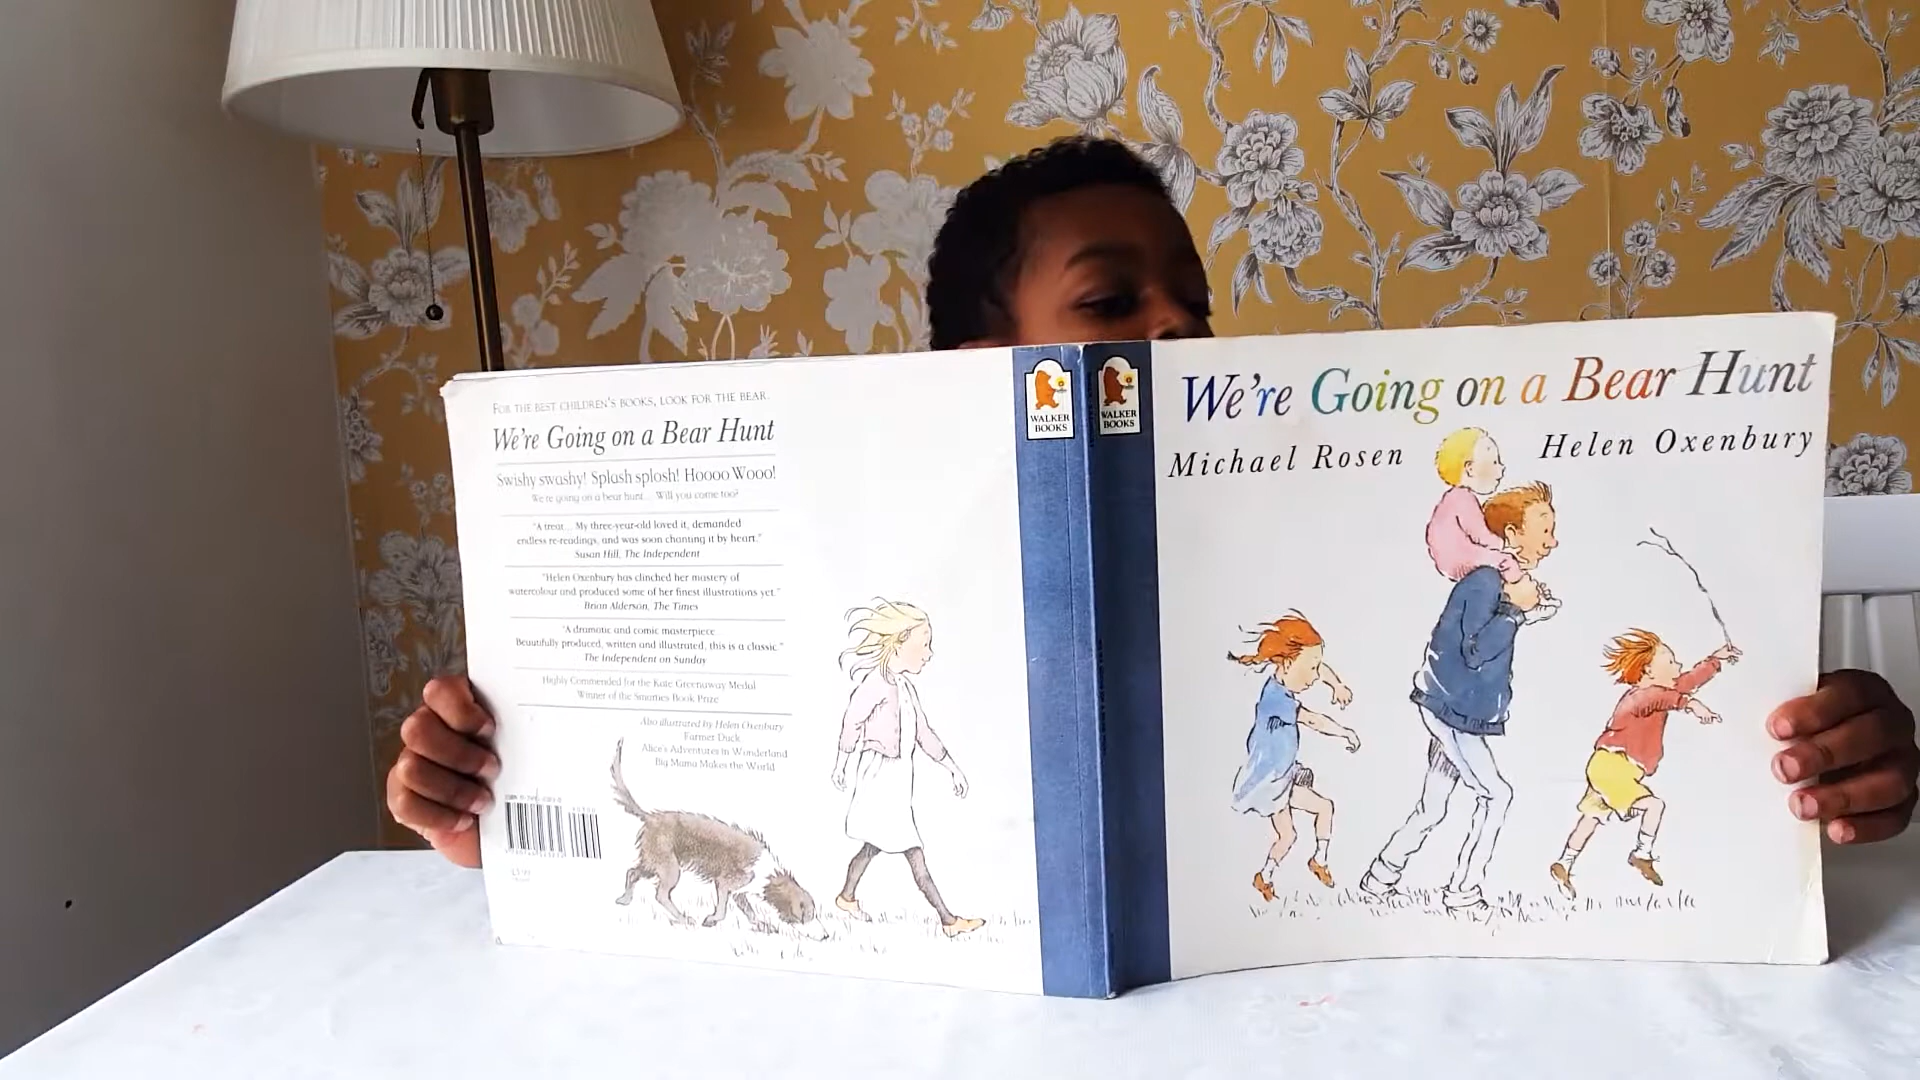 FOR THE BEST CHILDREN'S BOOKS, LOOK FOR THE BEAR.
We're Going on a Bear Hunt
Swishy swashy! Splash splosh! Hoooo Wooo!
We're going on a bear hunt... Will you come too?
"A treat... My three-year-old loved it, demanded
endless re-readings, and was soon chanting it by heart."
Susan Hill, The Independent
"Helen Oxenbury has clinched her mastery of
watercolour and produced some of her finest illustrations yet."
Brian Alderson, The Times
"A dramatic and comic masterpiece...
Beautifully produced, written and illustrated, this is a classic."
The Independent on Sunday
Highly Commended for the Kate Greenaway Medal
Winner of the Smarties Book Prize
Also illustrated by Helen Oxenbury
Farmer Duck
Alice's Adventures in Wonderland
Big Mama Makes the World
WALKER
BOOKS
WALKER
BOOKS
We're Going on a Bear Hunt
Michael Rosen
Helen Oxenbury